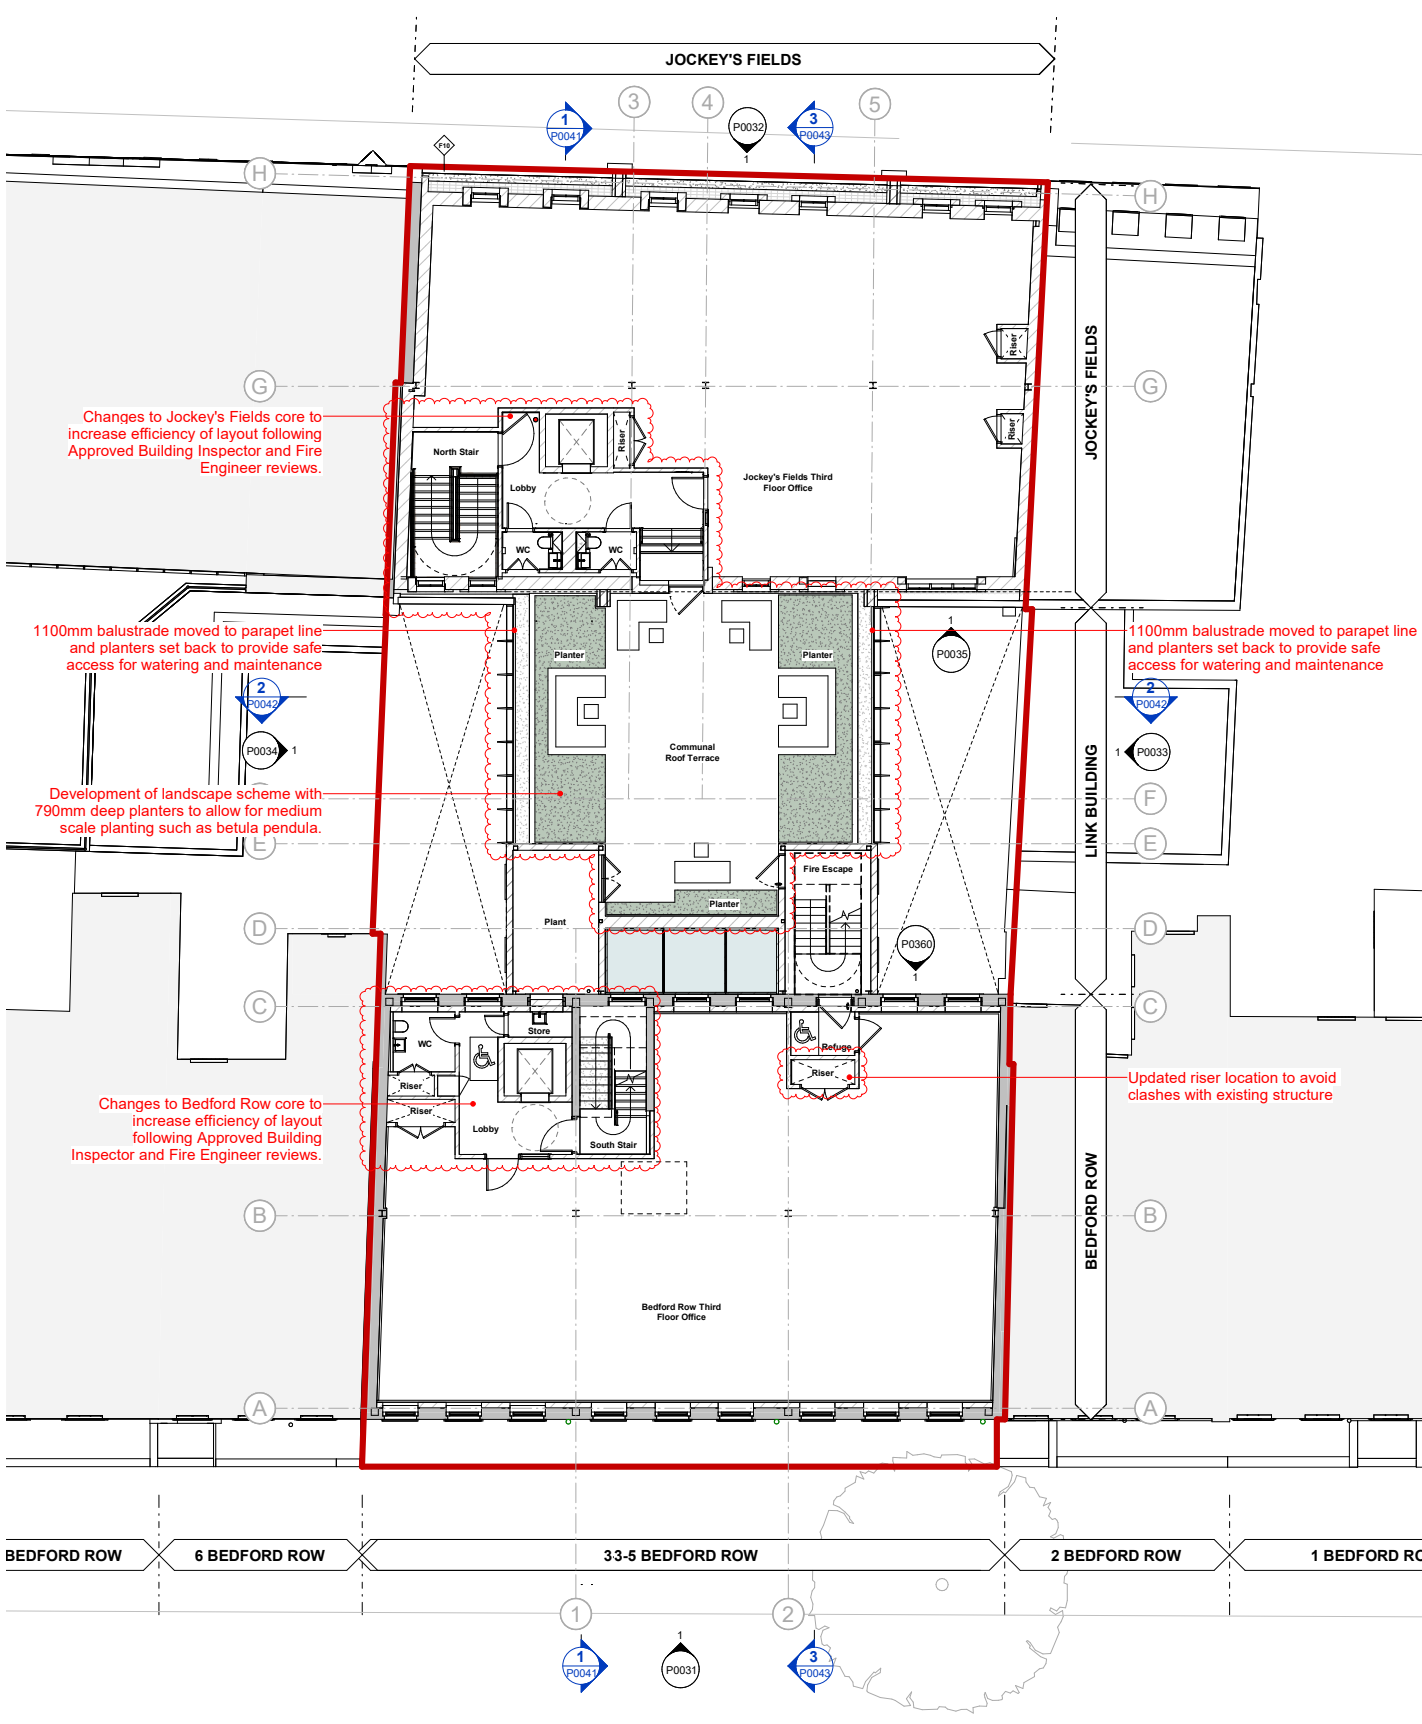 JOCKEY'S FIELDS
3
4
5
1
P0041
P0032
1
3
P0043
F10
H
H
G
G
Riser
Riser
JOCKEY'S FIELDS
Changes to Jockey's Fields core to
increase efficiency of layout following
Approved Building Inspector and Fire
Engineer reviews.
North Stair
Riser
Lobby
WC
WC
Jockey's Fields Third
Floor Office
1100mm balustrade moved to parapet line
and planters set back to provide safe
access for watering and maintenance
Planter
Planter
1
P0035
1100mm balustrade moved to parapet line
and planters set back to provide safe
access for watering and maintenance
2
P0042
2
P0042
P0034
1
Communal
Roof Terrace
1
P0033
LINK BUILDING
Development of landscape scheme with
790mm deep planters to allow for medium
scale planting such as betula pendula.
F
E
E
Fire Escape
Planter
Plant
D
D
P0360
1
C
C
Store
WC
Refuge
Riser
Riser
Riser
Updated riser location to avoid
clashes with existing structure
Changes to Bedford Row core to
increase efficiency of layout
following Approved Building
Inspector and Fire Engineer reviews.
Lobby
South Stair
BEDFORD ROW
B
B
Bedford Row Third
Floor Office
A
A
BEDFORD ROW
6 BEDFORD ROW
33-5 BEDFORD ROW
2 BEDFORD ROW
1 BEDFORD RO
1
2
1
P0041
1
P0031
3
P0043